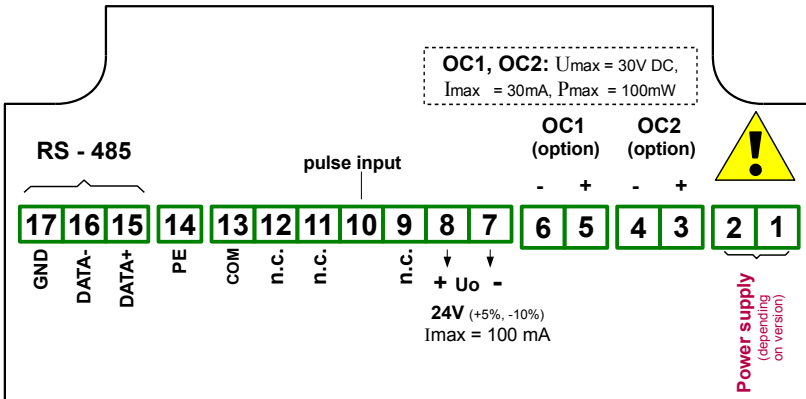 OC1, OC2: Umax = 30V DC,
Imax = 30mA, Pmax = 100mW
OC1
(option)
OC2
(option)
RS - 485
pulse input
- +
- +
17 16 15 14 13 12 11 10 9 8 7 6 5 4 3 2 1
GND
DATA-
DATA+
PE
COM
n.c.
n.c.
n.c.
+ Uo -
24V (+5%, -10%)
Imax = 100 mA
Power supply
(depending
on version)